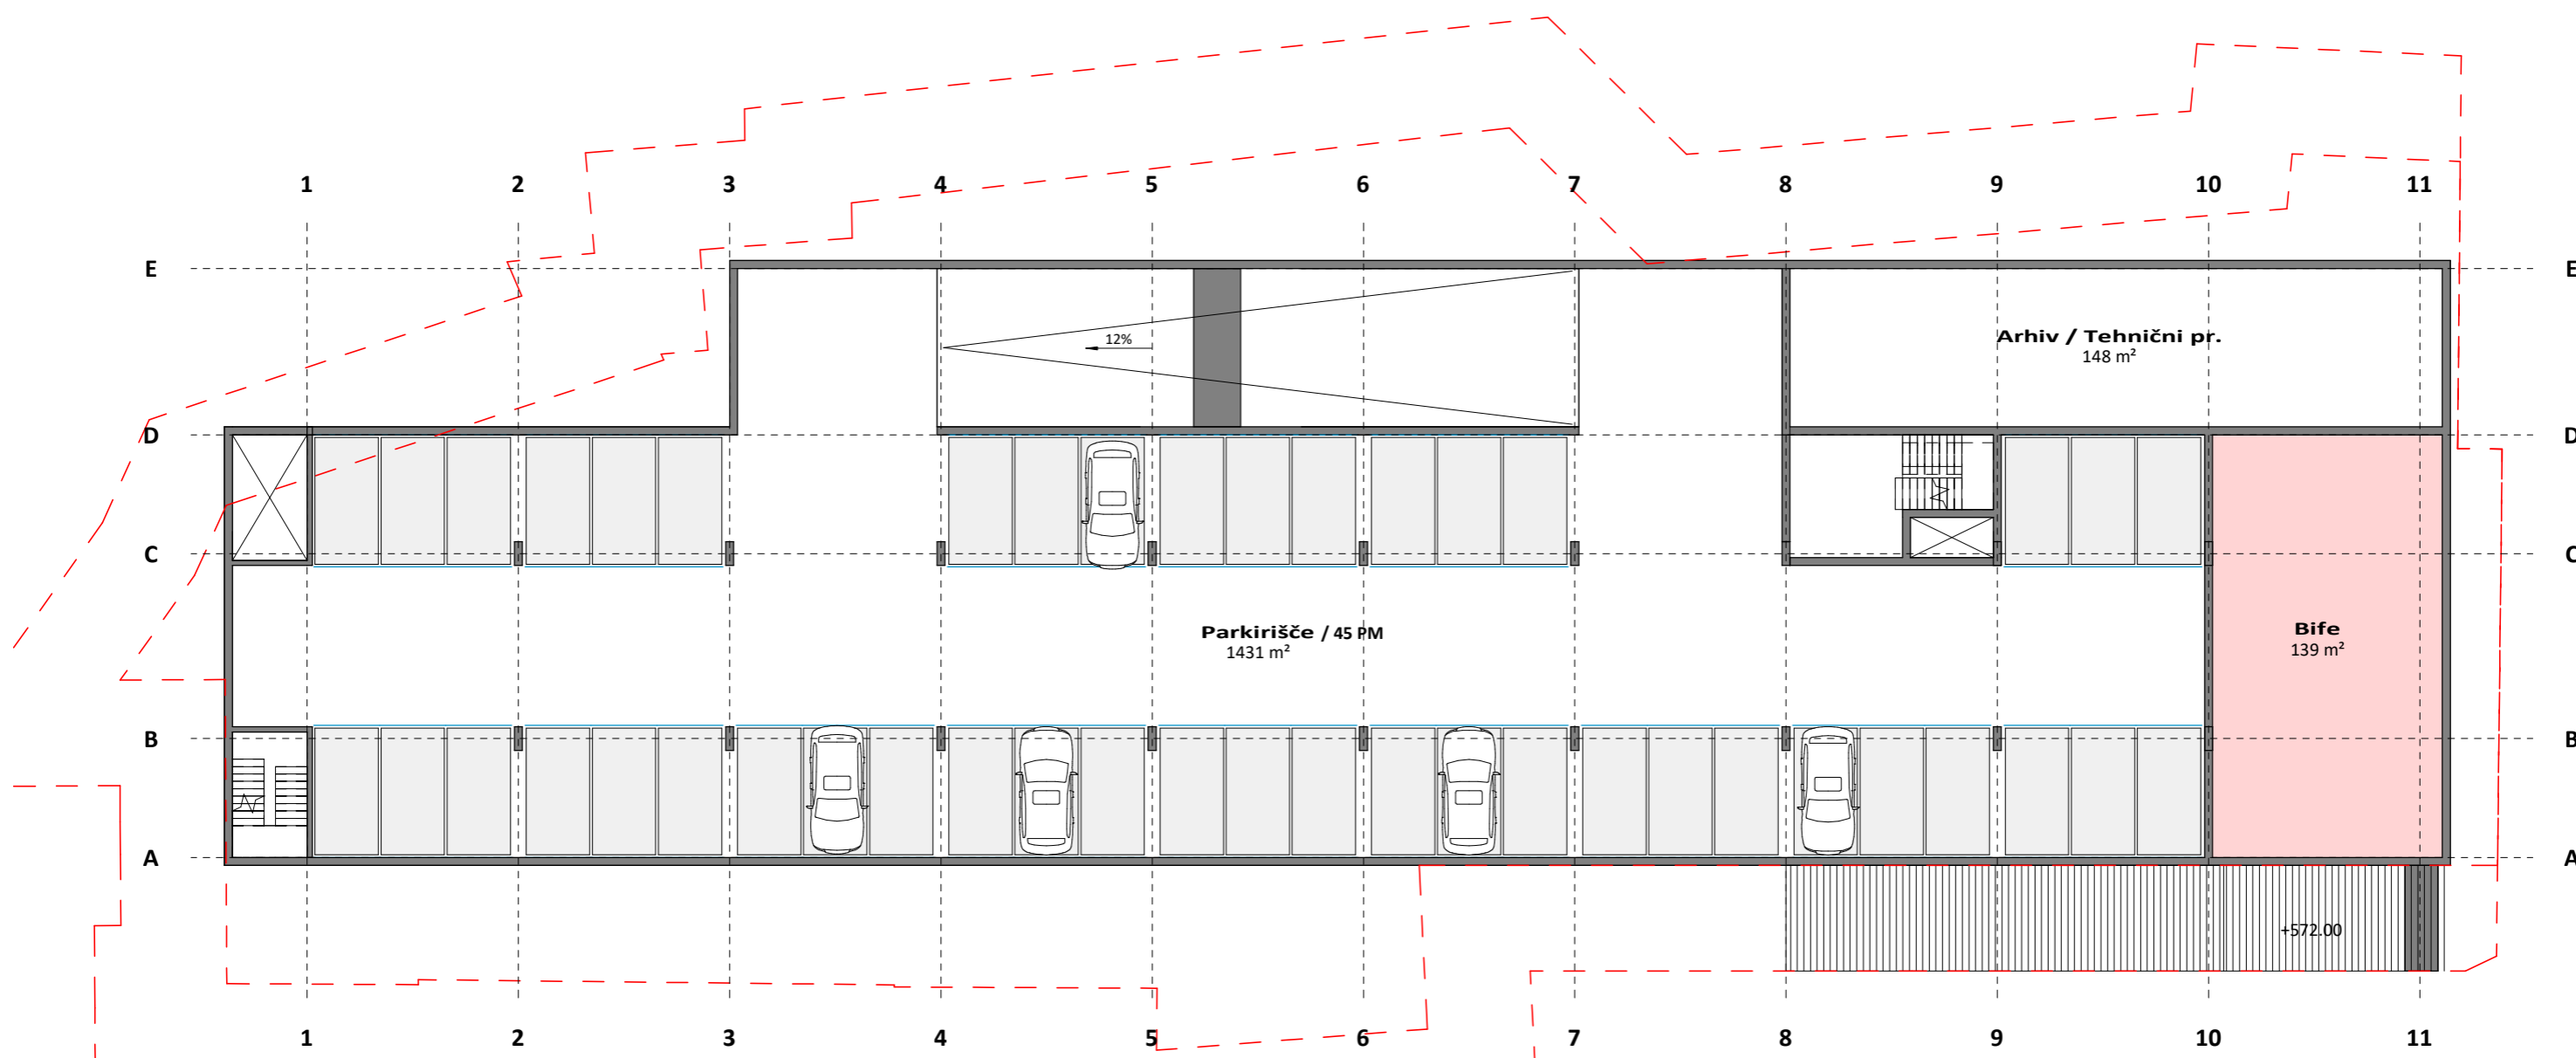 1 2 3 4 5 6 7 8 9 10 11
E E
12%
Arhiv / Tehnični pr.
148 m²
D D
C C
Parkirišče / 45 PM
1431 m²
Bife
139 m²
B B
A A
+572.00
1 2 3 4 5 6 7 8 9 10 11